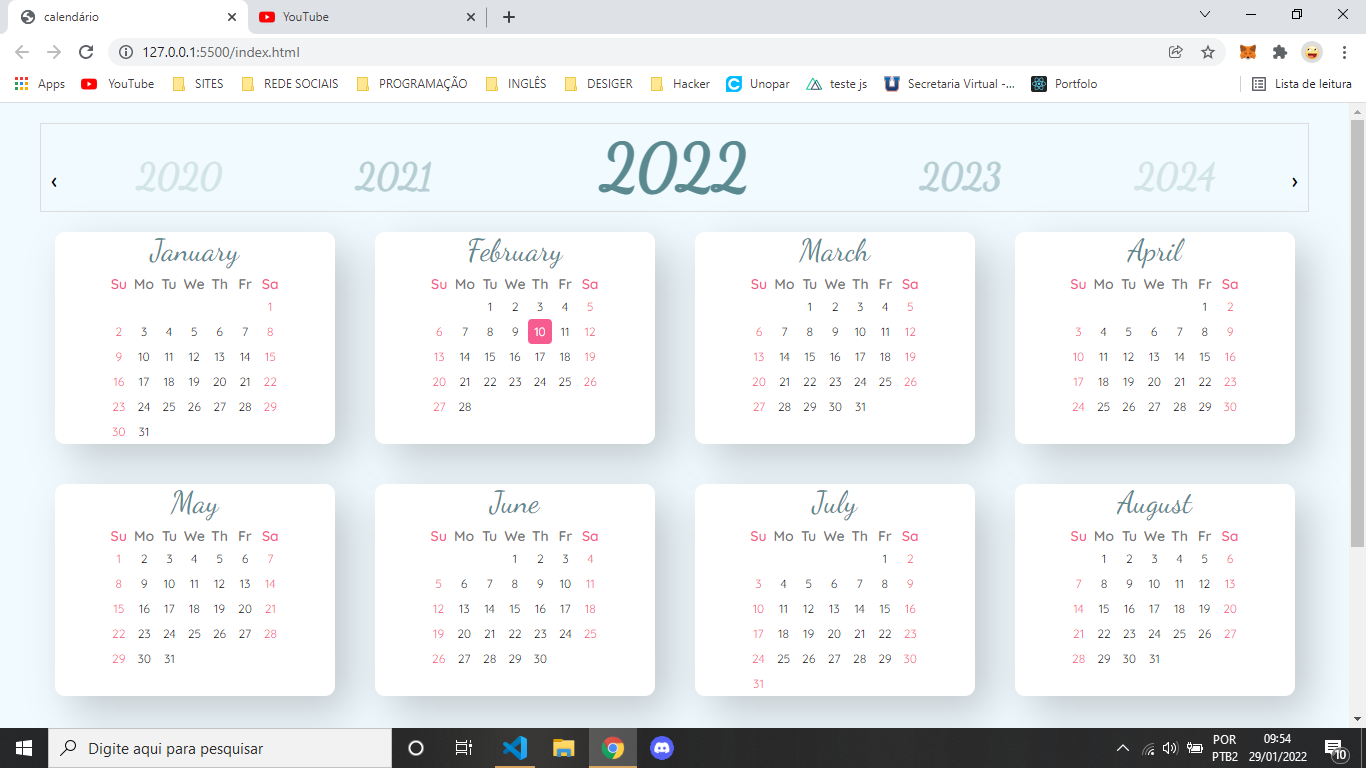 calendário
YouTube
127.0.0.1:5500/index.html
Apps YouTube SITES REDE SOCIAIS PROGRAMAÇÃO INGLÊS DESIGER Hacker Unopar teste js Secretaria Virtual -... Portfolo Lista de leitura
‹ 2020 2021 2022 2023 2024 ›
January
Su Mo Tu We Th Fr Sa
1
2 3 4 5 6 7 8
9 10 11 12 13 14 15
16 17 18 19 20 21 22
23 24 25 26 27 28 29
30 31
February
Su Mo Tu We Th Fr Sa
1 2 3 4 5
6 7 8 9 10 11 12
13 14 15 16 17 18 19
20 21 22 23 24 25 26
27 28
March
Su Mo Tu We Th Fr Sa
1 2 3 4 5
6 7 8 9 10 11 12
13 14 15 16 17 18 19
20 21 22 23 24 25 26
27 28 29 30 31
April
Su Mo Tu We Th Fr Sa
1 2
3 4 5 6 7 8 9
10 11 12 13 14 15 16
17 18 19 20 21 22 23
24 25 26 27 28 29 30
May
Su Mo Tu We Th Fr Sa
1 2 3 4 5 6 7
8 9 10 11 12 13 14
15 16 17 18 19 20 21
22 23 24 25 26 27 28
29 30 31
June
Su Mo Tu We Th Fr Sa
1 2 3 4
5 6 7 8 9 10 11
12 13 14 15 16 17 18
19 20 21 22 23 24 25
26 27 28 29 30
July
Su Mo Tu We Th Fr Sa
1 2
3 4 5 6 7 8 9
10 11 12 13 14 15 16
17 18 19 20 21 22 23
24 25 26 27 28 29 30
31
August
Su Mo Tu We Th Fr Sa
1 2 3 4 5 6
7 8 9 10 11 12 13
14 15 16 17 18 19 20
21 22 23 24 25 26 27
28 29 30 31
Digite aqui para pesquisar
POR
PTB2
09:54
29/01/2022
10